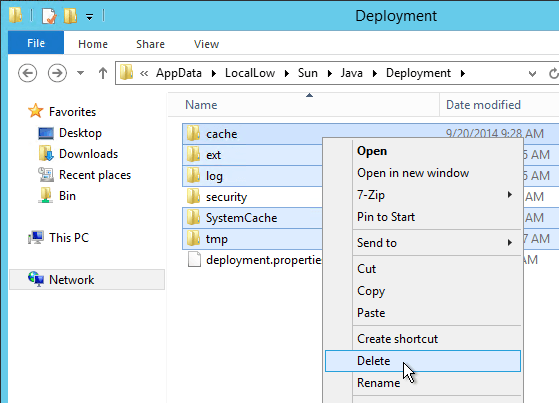 Deployment
File Home Share View
« AppData › LocalLow › Sun › Java › Deployment ›
Name Date modified
Favorites
Desktop
Downloads
Recent places
Bin
This PC
Network
cache 9/20/2014 9:28 AM
ext AM
log AM
security AM
SystemCache AM
tmp 7 AM
deployment.propertie AM
Open
Open in new window
7-Zip
Pin to Start
Send to
Cut
Copy
Paste
Create shortcut
Delete
Rename